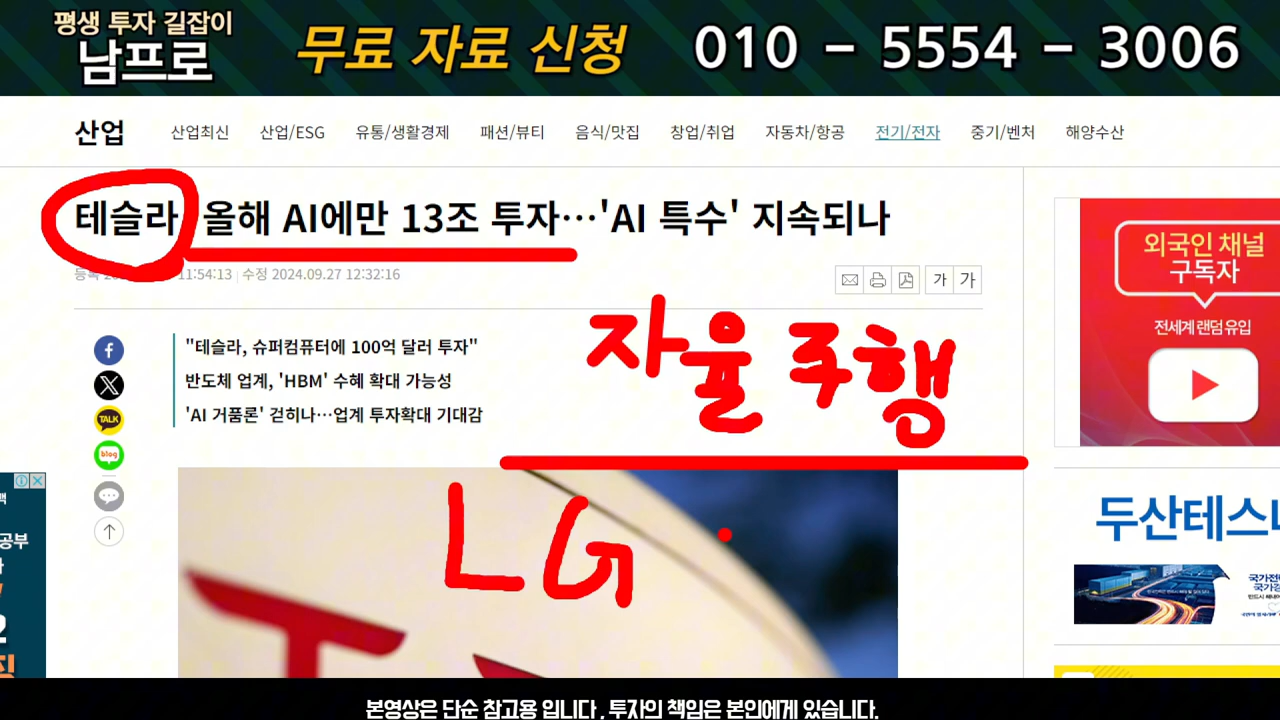 평생 투자 길잡이
남프로
무료 자료 신청
010 - 5554 - 3006
산업
산업최신 산업/ESG 유통/생활경제 패션/뷰티 음식/맛집 창업/취업 자동차/항공 전기/전자 중기/벤처 해양수산
테슬라 올해 AI에만 13조 투자…'AI 특수' 지속되나
등록 11:54:13 수정 2024.09.27 12:32:16
가 가
"테슬라, 슈퍼컴퓨터에 100억 달러 투자"
반도체 업계, 'HBM' 수혜 확대 가능성
'AI 거품론' 걷히나…업계 투자확대 기대감
자율 주행
LG
TALK
blog
외국인 채널
구독자
전세계 랜덤 유입
두산테스
공부
본영상은 단순 참고용 입니다 , 투자의 책임은 본인에게 있습니다.